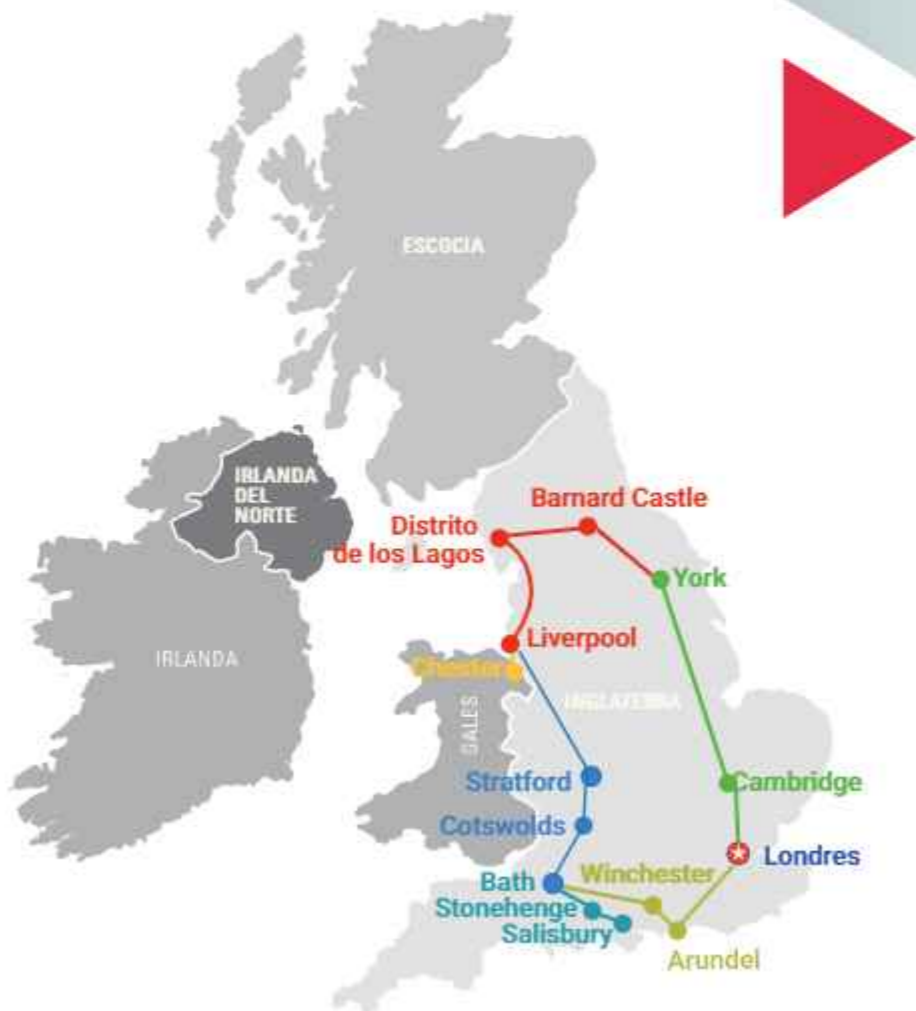 ESCOCIA
IRLANDA
DEL
NORTE
Barnard Castle
Distrito
de los Lagos
York
Liverpool
IRLANDA
Chester
INGLATERRA
GALES
Stratford
Cambridge
Cotswolds
Londres
Winchester
Bath
Stonehenge
Salisbury
Arundel